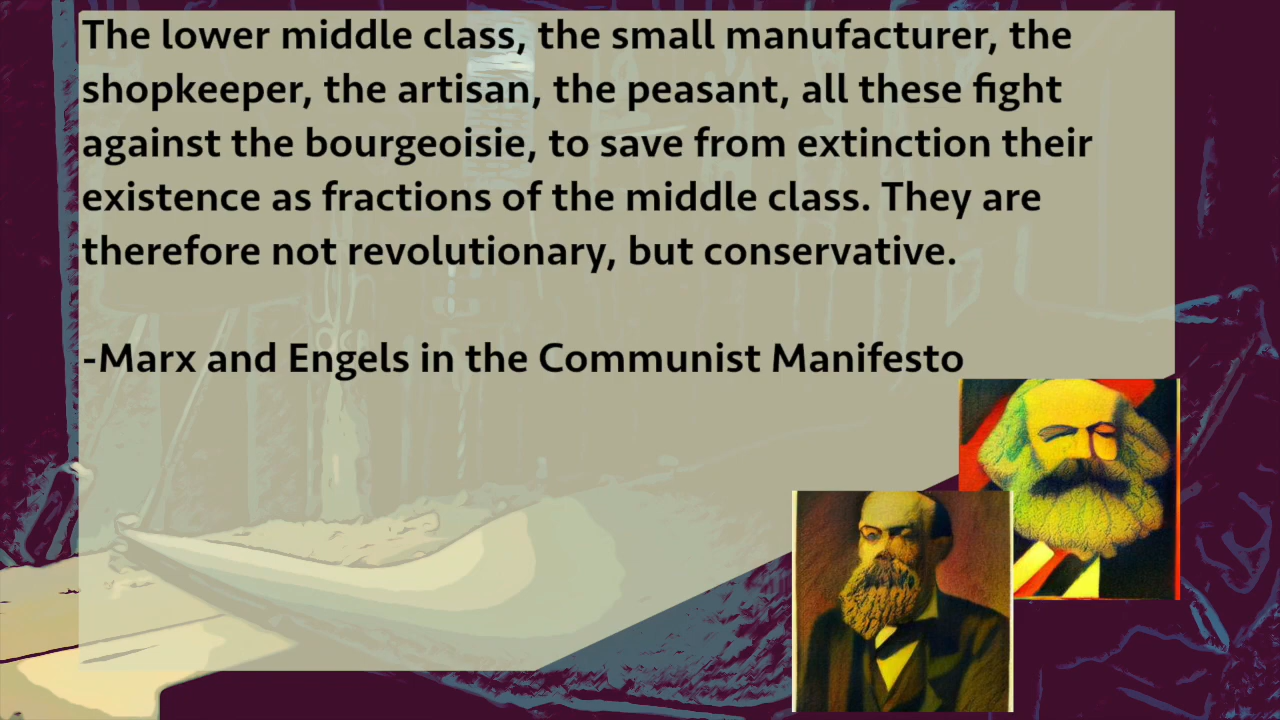 The lower middle class, the small manufacturer, the
shopkeeper, the artisan, the peasant, all these fight
against the bourgeoisie, to save from extinction their
existence as fractions of the middle class. They are
therefore not revolutionary, but conservative.
-Marx and Engels in the Communist Manifesto